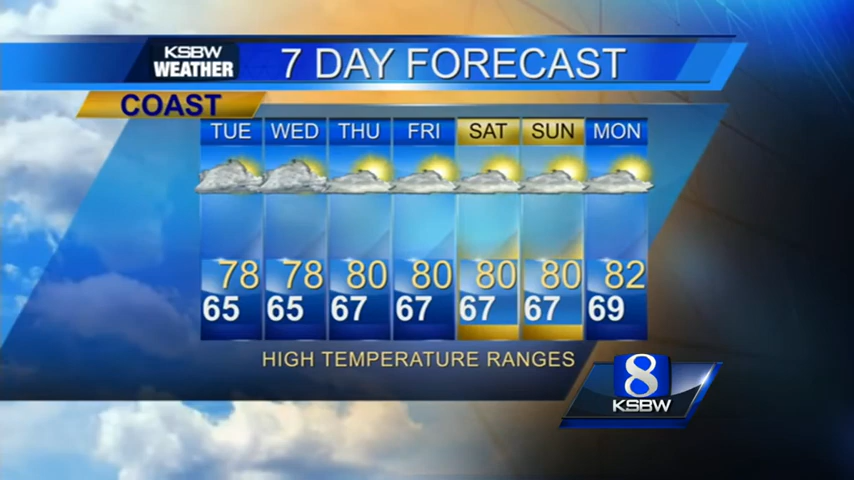 KSBW
WEATHER
7 DAY FORECAST
COAST
TUE WED THU FRI SAT SUN MON
78 78 80 80 80 80 82
65 65 67 67 67 67 69
HIGH TEMPERATURE RANGES
8
KSBW